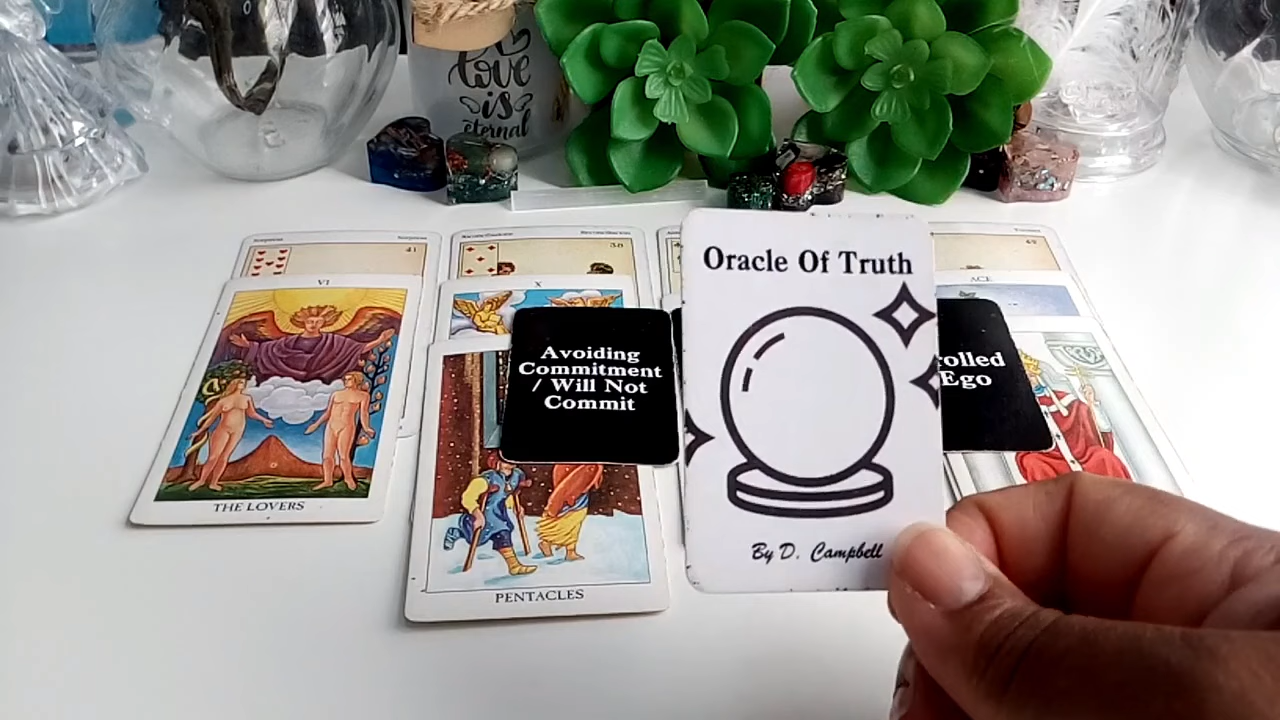 love
is
eternal
41
38
49
VI
X
ACE
Oracle Of Truth
Avoiding
Commitment
/ Will Not
Commit
rolled
Ego
THE LOVERS
By D. Campbell
PENTACLES